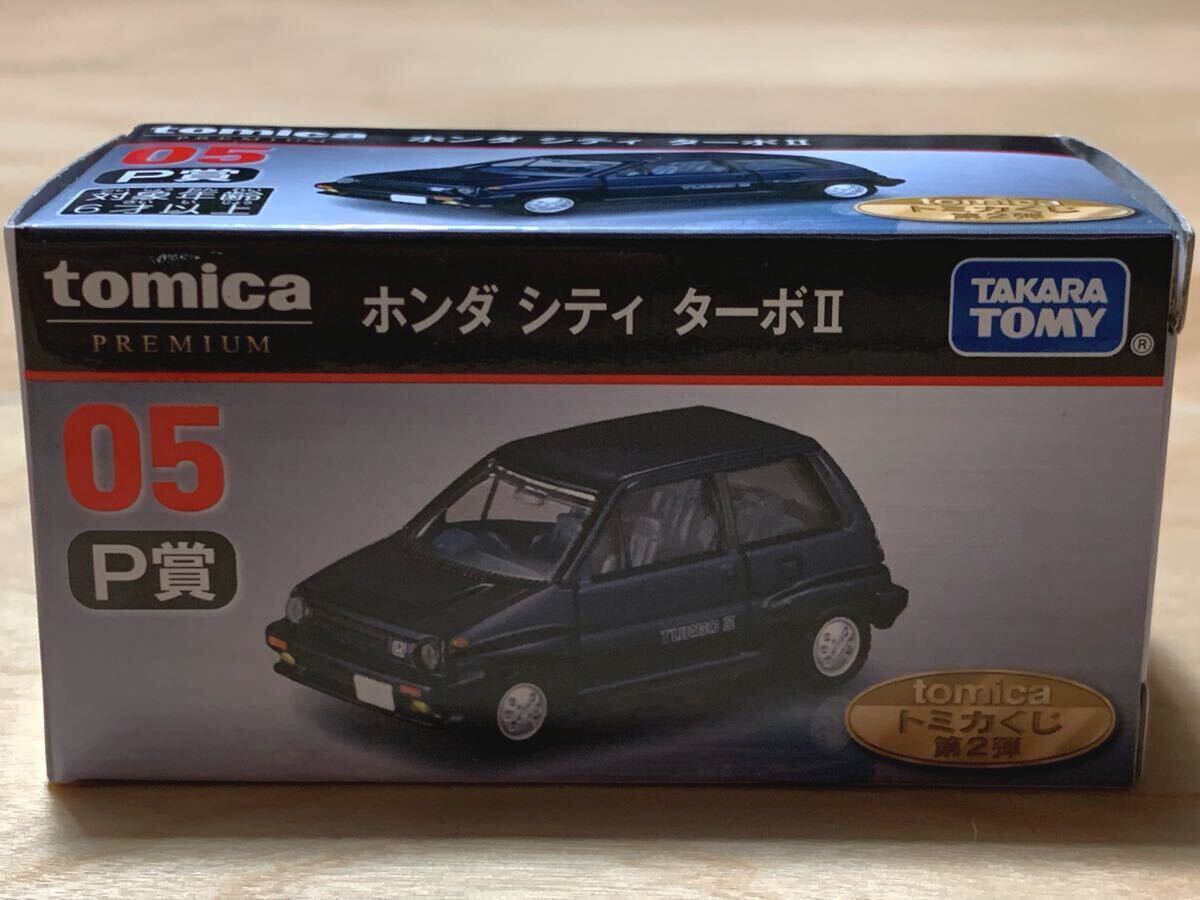 tomica
PREMIUM
ホンダ シティ ターボII
05
P賞
対象年齢
6才以上
TURBO II
tomica
トミカくじ
第2弾
tomica
PREMIUM
ホンダ シティ ターボII
TAKARA
TOMY
®
05
P賞
TURBO II
tomica
トミカくじ
第2弾